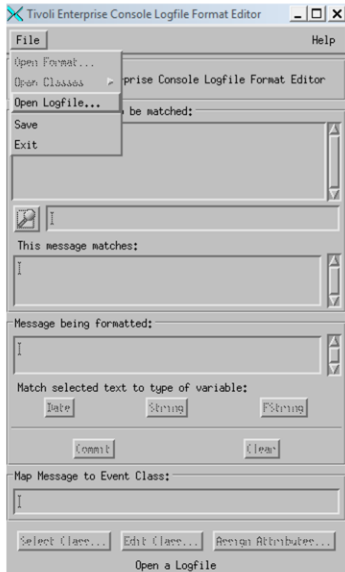 Tivoli Enterprise Console Logfile Format Editor
File Help
Open Format...
Open Classes
prise Console Logfile Format Editor
Open Logfile...
be matched:
Save
Exit
This message matches:
Message being formatted:
Match selected text to type of variable:
Date String FString
Commit Clear
Map Message to Event Class:
Select Class... Edit Class... Assign Attributes...
Open a Logfile